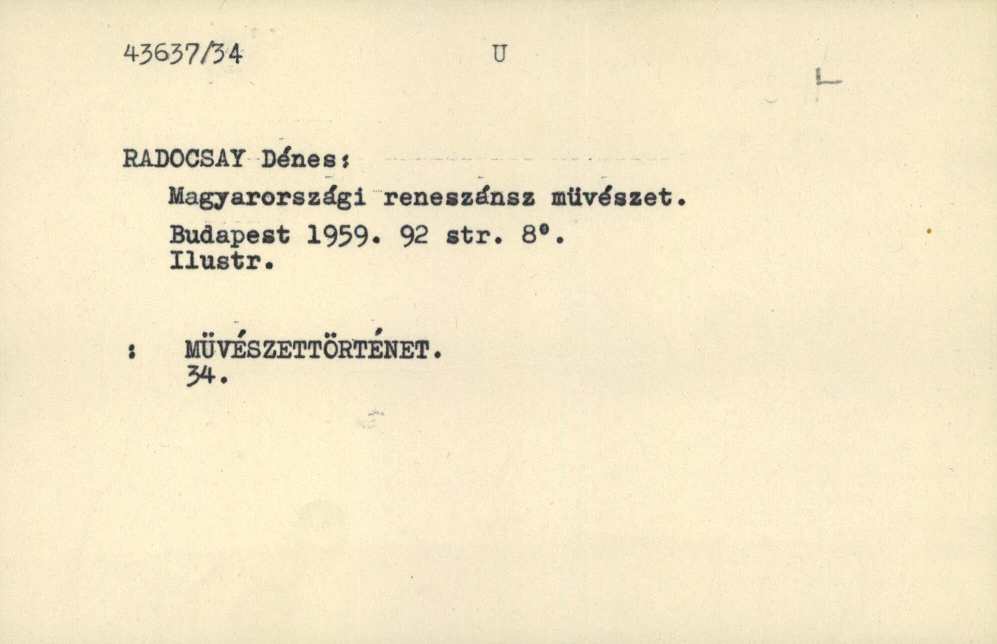 43637/34 U
RADOCSAY Dénes:
Magyarországi reneszánsz müvészet.
Budapest 1959. 92 str. 8°.
Ilustr.
: MÜVÉSZETTÖRTÉNET.
34.